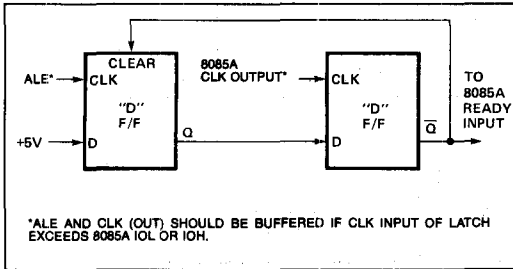 CLEAR
ALE*
CLK
"D"
F/F
+5V
D
Q
8085A
CLK OUTPUT*
CLK
"D"
F/F
D
Q
TO
8085A
READY
INPUT
*ALE AND CLK (OUT) SHOULD BE BUFFERED IF CLK INPUT OF LATCH
EXCEEDS 8085A IOL OR IOH.